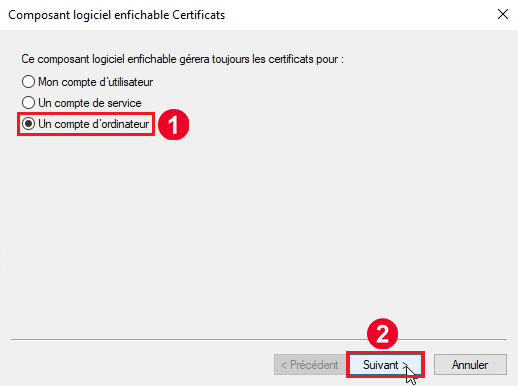 Composant logiciel enfichable Certificats
Ce composant logiciel enfichable gérera toujours les certificats pour :
Mon compte d'utilisateur
Un compte de service
Un compte d'ordinateur 1
2
< Précédent Suivant > Annuler